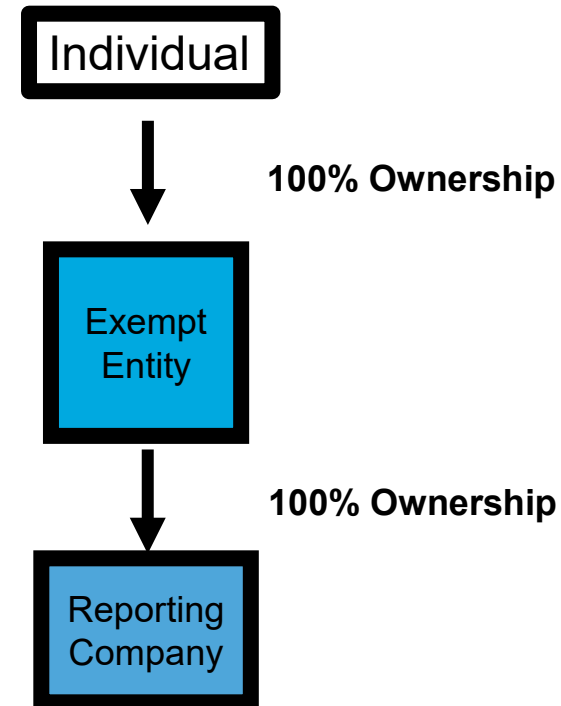 Individual
100% Ownership
Exempt
Entity
100% Ownership
Reporting
Company